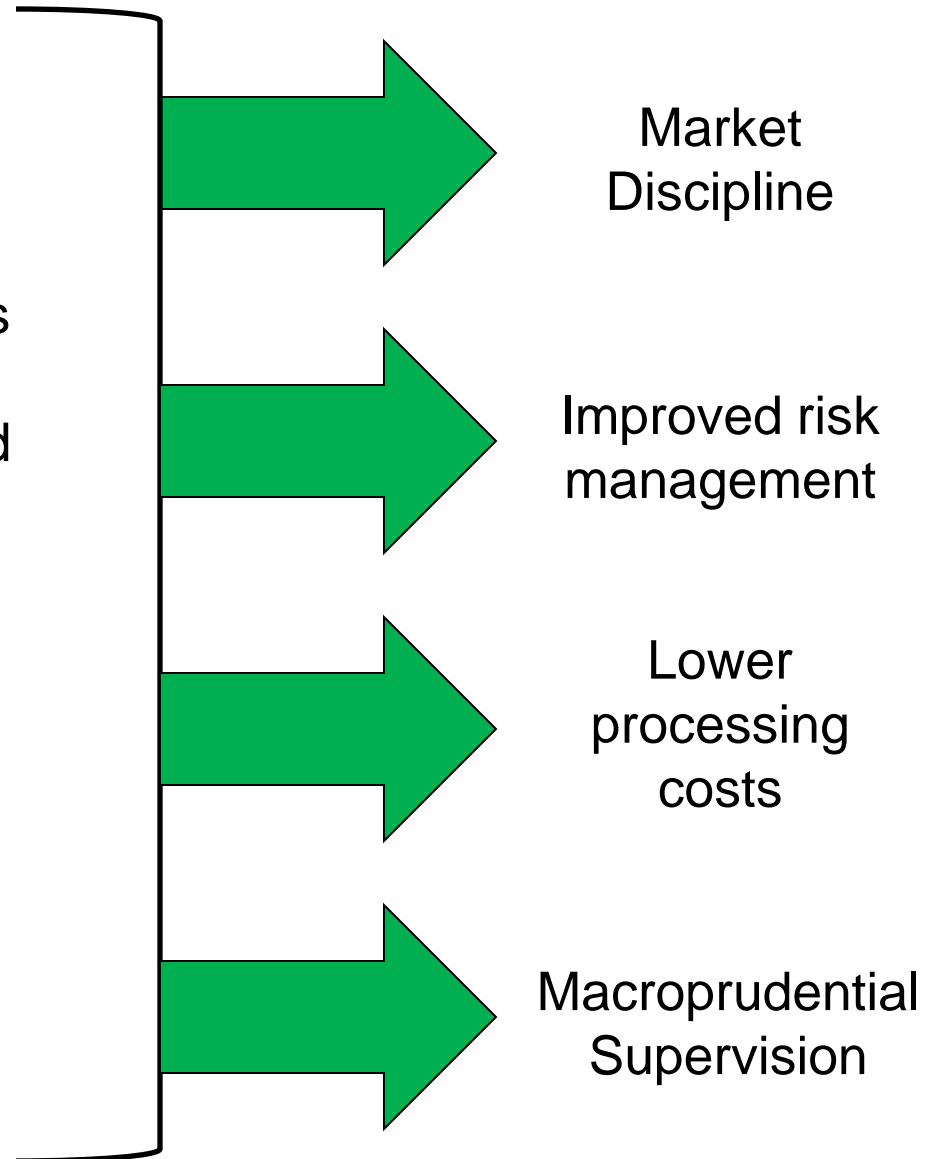 Market
Discipline
s
Improved risk
d
management
Lower
processing
costs
Macroprudential
Supervision